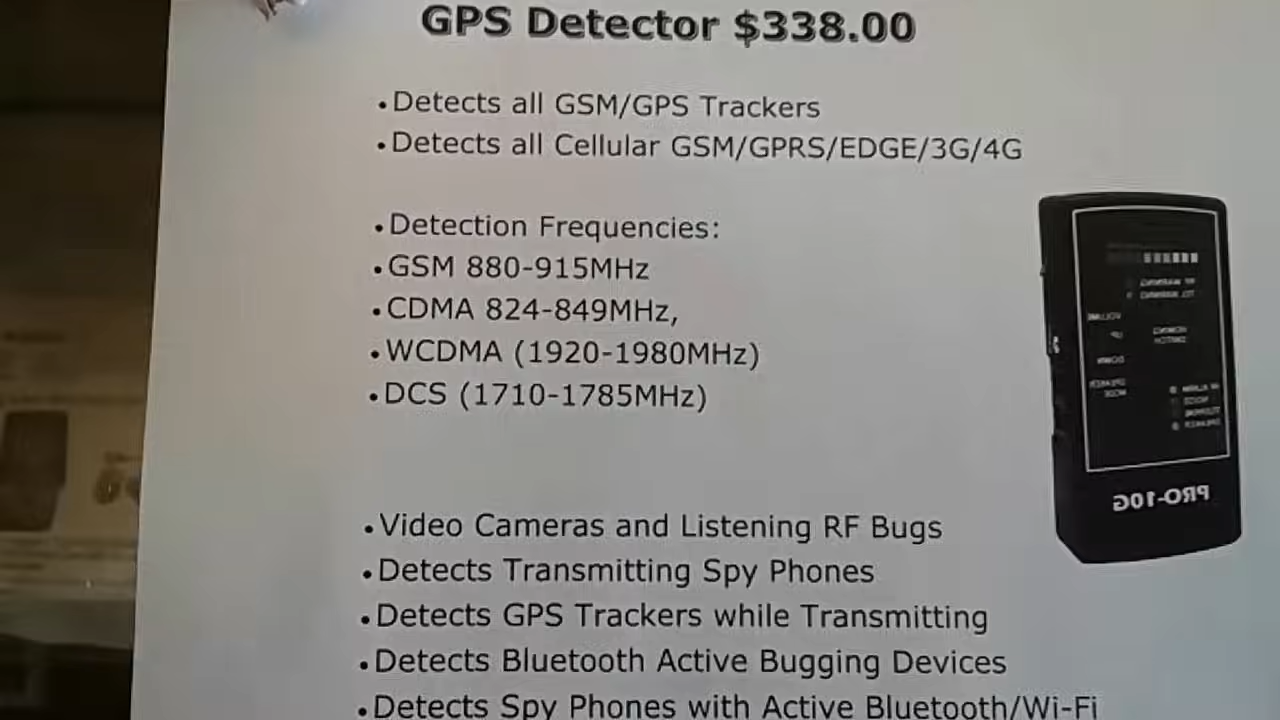 GPS Detector $338.00
• Detects all GSM/GPS Trackers
• Detects all Cellular GSM/GPRS/EDGE/3G/4G
• Detection Frequencies:
• GSM 880-915MHz
• CDMA 824-849MHz,
• WCDMA (1920-1980MHz)
• DCS (1710-1785MHz)
PRO-10G
• Video Cameras and Listening RF Bugs
• Detects Transmitting Spy Phones
• Detects GPS Trackers while Transmitting
• Detects Bluetooth Active Bugging Devices
• Detects Spy Phones with Active Bluetooth/Wi-Fi